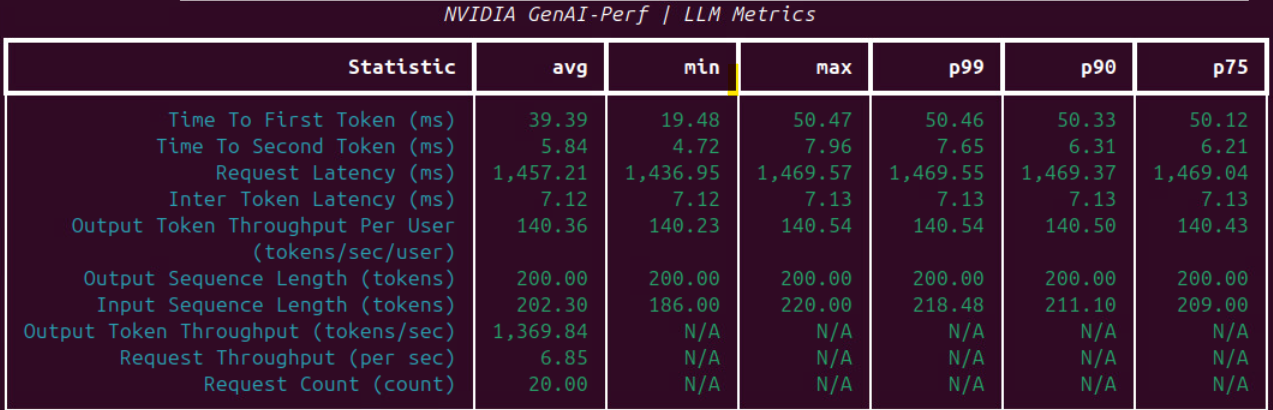 NVIDIA GenAI-Perf | LLM Metrics
Statistic avg min max p99 p90 p75
Time To First Token (ms) 39.39 19.48 50.47 50.46 50.33 50.12
Time To Second Token (ms) 5.84 4.72 7.96 7.65 6.31 6.21
Request Latency (ms) 1,457.21 1,436.95 1,469.57 1,469.55 1,469.37 1,469.04
Inter Token Latency (ms) 7.12 7.12 7.13 7.13 7.13 7.13
Output Token Throughput Per User 140.36 140.23 140.54 140.54 140.50 140.43
(tokens/sec/user)
Output Sequence Length (tokens) 200.00 200.00 200.00 200.00 200.00 200.00
Input Sequence Length (tokens) 202.30 186.00 220.00 218.48 211.10 209.00
Output Token Throughput (tokens/sec) 1,369.84 N/A N/A N/A N/A N/A
Request Throughput (per sec) 6.85 N/A N/A N/A N/A N/A
Request Count (count) 20.00 N/A N/A N/A N/A N/A